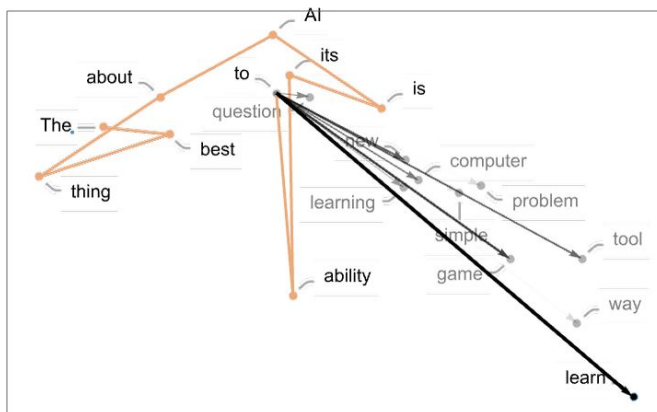 AI
its
about
to
is
question
The
best
new
computer
thing
learning
problem
simple
tool
game
ability
way
learn